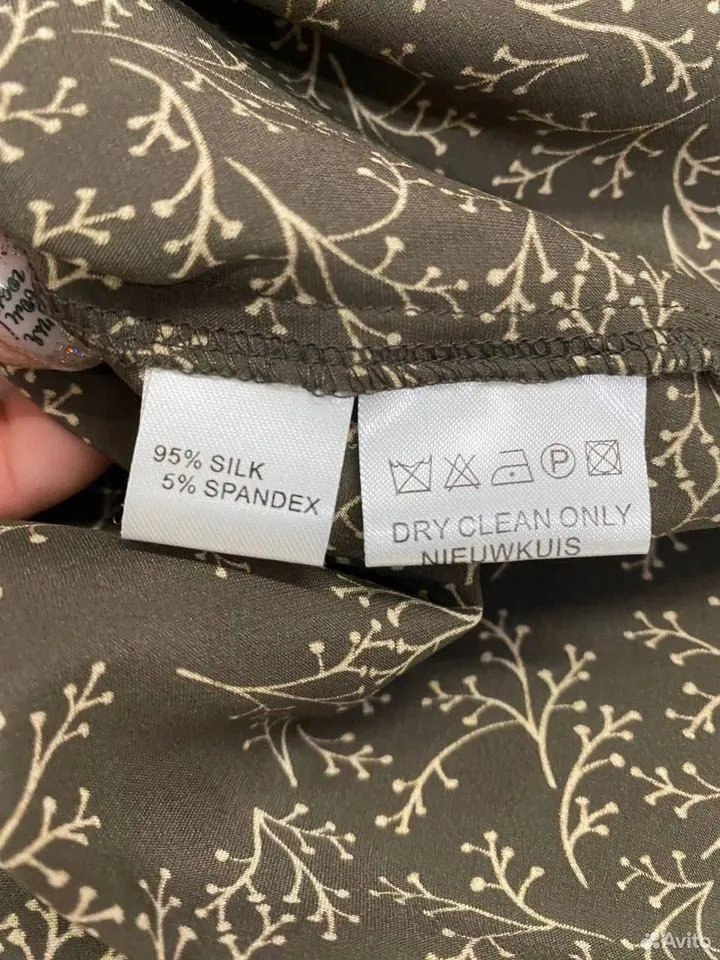 95% SILK
5% SPANDEX
P
DRY CLEAN ONLY
NIEUWKUIS
Avito